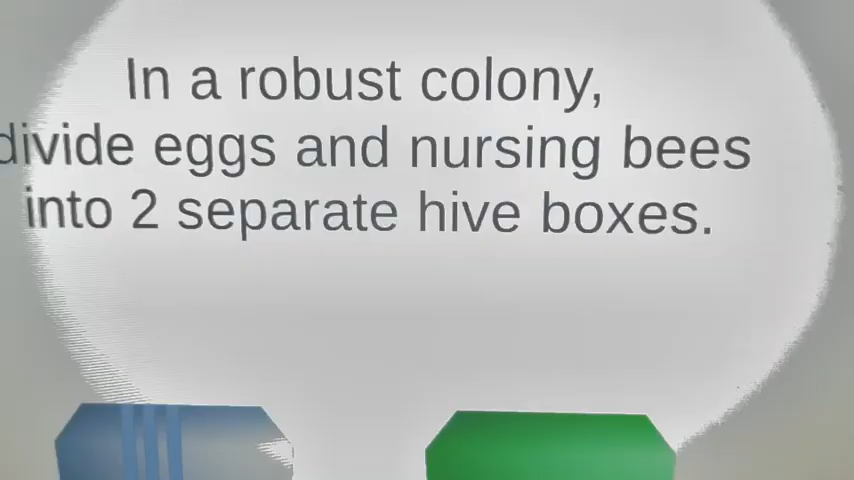 In a robust colony,
divide eggs and nursing bees
into 2 separate hive boxes.